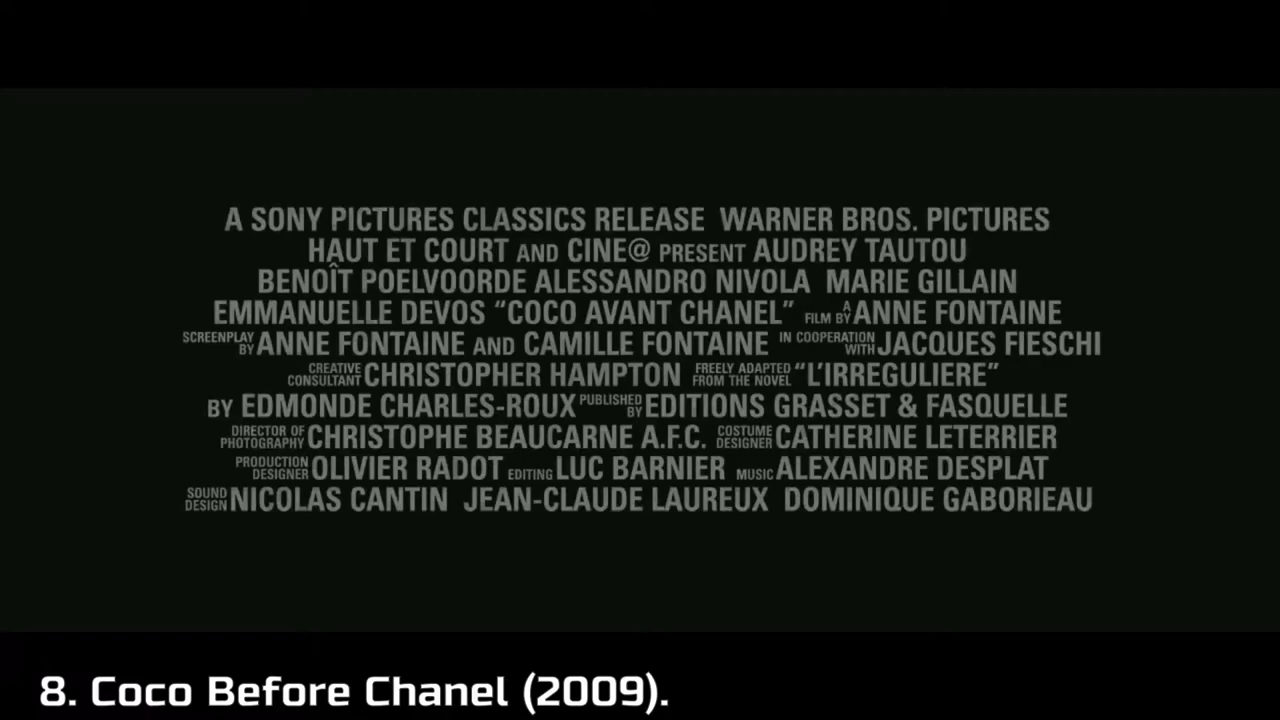 A SONY PICTURES CLASSICS RELEASE WARNER BROS. PICTURES
HAUT ET COURT AND CINE@ PRESENT AUDREY TAUTOU
BENOÎT POELVOORDE ALESSANDRO NIVOLA MARIE GILLAIN
EMMANUELLE DEVOS “COCO AVANT CHANEL” A FILM BY ANNE FONTAINE
SCREENPLAY BY ANNE FONTAINE AND CAMILLE FONTAINE IN COOPERATION WITH JACQUES FIESCHI
CREATIVE CONSULTANT CHRISTOPHER HAMPTON FREELY ADAPTED FROM THE NOVEL “L’IRREGULIERE”
BY EDMONDE CHARLES-ROUX PUBLISHED BY EDITIONS GRASSET & FASQUELLE
DIRECTOR OF PHOTOGRAPHY CHRISTOPHE BEAUCARNE A.F.C. COSTUME DESIGNER CATHERINE LETERRIER
PRODUCTION DESIGNER OLIVIER RADOT EDITING LUC BARNIER MUSIC ALEXANDRE DESPLAT
SOUND DESIGN NICOLAS CANTIN JEAN-CLAUDE LAUREUX DOMINIQUE GABORIEAU
8. Coco Before Chanel (2009).